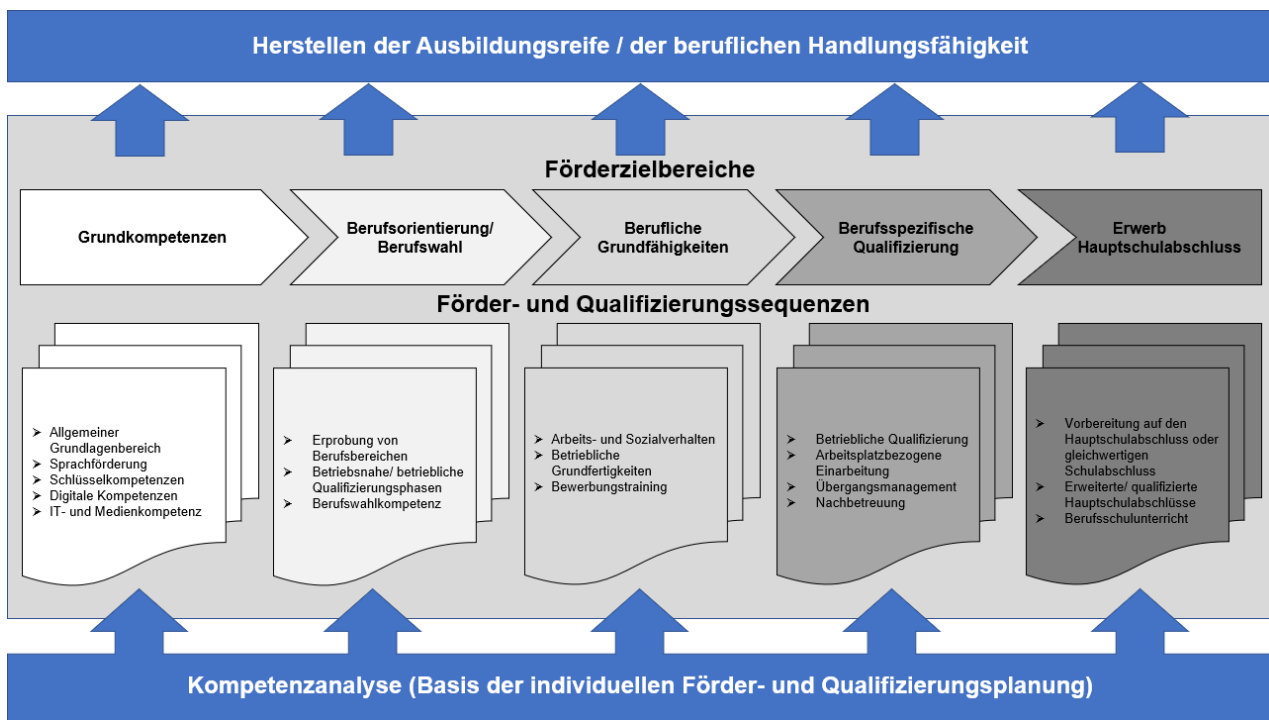 Herstellen der Ausbildungsreife / der beruflichen Handlungsfähigkeit
Förderzielbereiche
Grundkompetenzen
Berufsorientierung/
Berufswahl
Berufliche
Grundfähigkeiten
Berufsspezifische
Qualifizierung
Erwerb
Hauptschulabschluss
Förder- und Qualifizierungssequenzen
➢ Allgemeiner
Grundlagenbereich
➢ Sprachförderung
➢ Schlüsselkompetenzen
➢ Digitale Kompetenzen
➢ IT- und Medienkompetenz
➢ Erprobung von
Berufsbereichen
➢ Betriebsnahe/ betriebliche
Qualifizierungsphasen
➢ Berufswahlkompetenz
➢ Arbeits- und Sozialverhalten
➢ Betriebliche
Grundfertigkeiten
➢ Bewerbungstraining
➢ Betriebliche Qualifizierung
➢ Arbeitsplatzbezogene
Einarbeitung
➢ Übergangsmanagement
➢ Nachbetreuung
➢ Vorbereitung auf den
Hauptschulabschluss oder
gleichwertigen
Schulabschluss
➢ Erweiterte/ qualifizierte
Hauptschulabschlüsse
➢ Berufsschulunterricht
Kompetenzanalyse (Basis der individuellen Förder- und Qualifizierungsplanung)